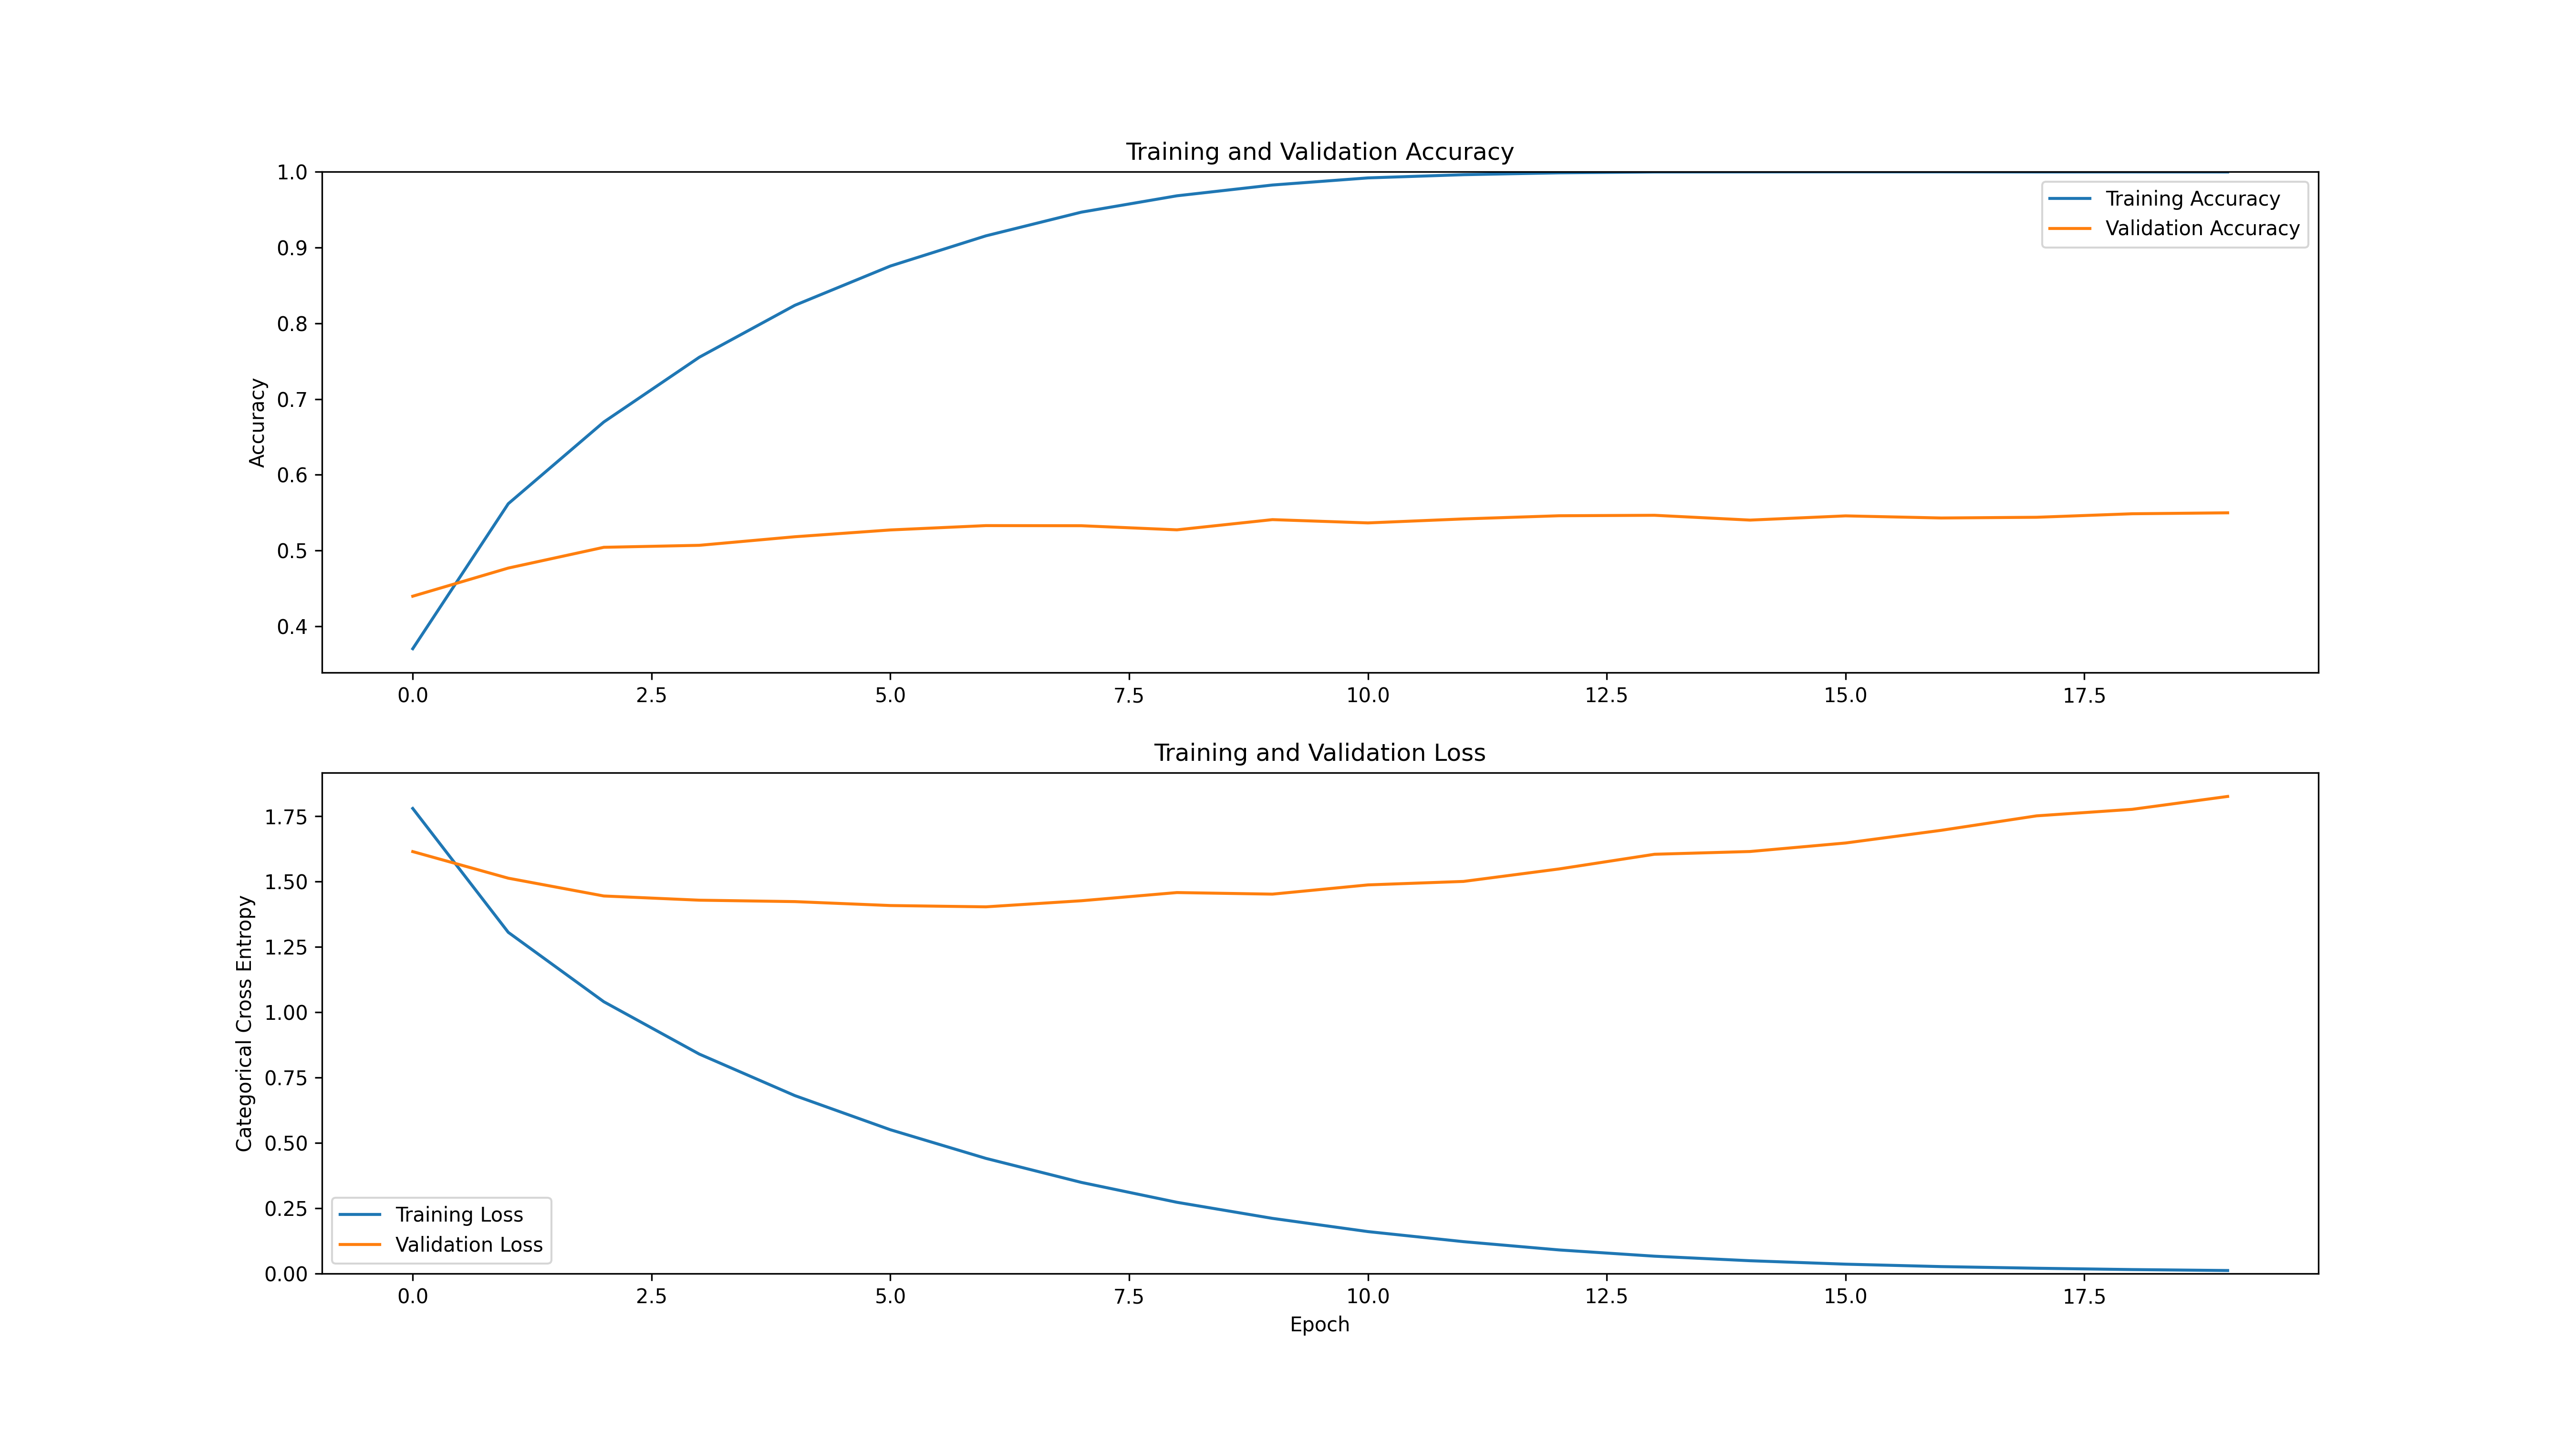 Training and Validation Accuracy
1.0
0.9
0.8
0.7
0.6
0.5
0.4
Accuracy
Training Accuracy
Validation Accuracy
0.0 2.5 5.0 7.5 10.0 12.5 15.0 17.5
Training and Validation Loss
1.75
1.50
1.25
1.00
0.75
0.50
0.25
0.00
Categorical Cross Entropy
Training Loss
Validation Loss
0.0 2.5 5.0 7.5 10.0 12.5 15.0 17.5
Epoch